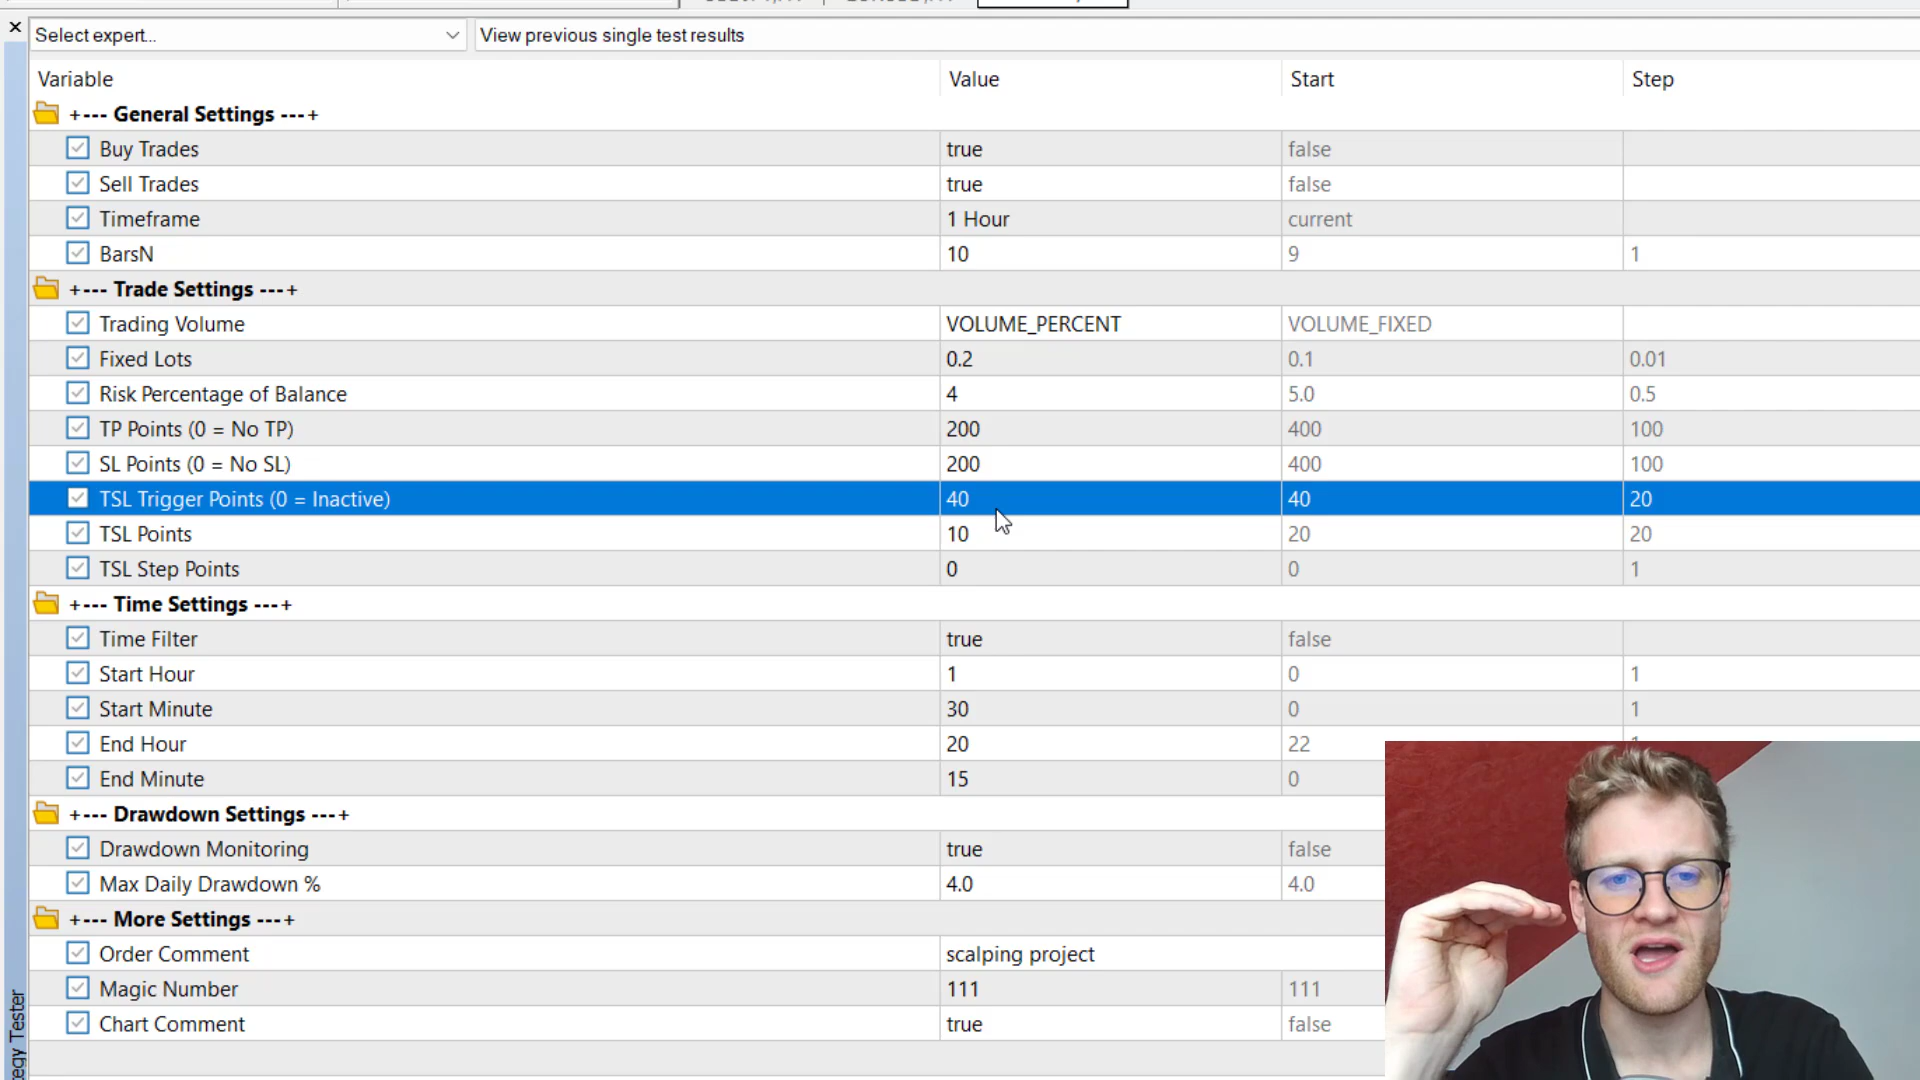 Select expert... View previous single test results
Variable Value Start Step
+--- General Settings ---+
Buy Trades true false
Sell Trades true false
Timeframe 1 Hour current
BarsN 10 9 1
+--- Trade Settings ---+
Trading Volume VOLUME_PERCENT VOLUME_FIXED
Fixed Lots 0.2 0.1 0.01
Risk Percentage of Balance 4 5.0 0.5
TP Points (0 = No TP) 200 400 100
SL Points (0 = No SL) 200 400 100
TSL Trigger Points (0 = Inactive) 40 40 20
TSL Points 10 20 20
TSL Step Points 0 0 1
+--- Time Settings ---+
Time Filter true false
Start Hour 1 0 1
Start Minute 30 0 1
End Hour 20 22
End Minute 15 0
+--- Drawdown Settings ---+
Drawdown Monitoring true false
Max Daily Drawdown % 4.0 4.0
+--- More Settings ---+
Order Comment scalping project
Magic Number 111 111
Chart Comment true false
Tester